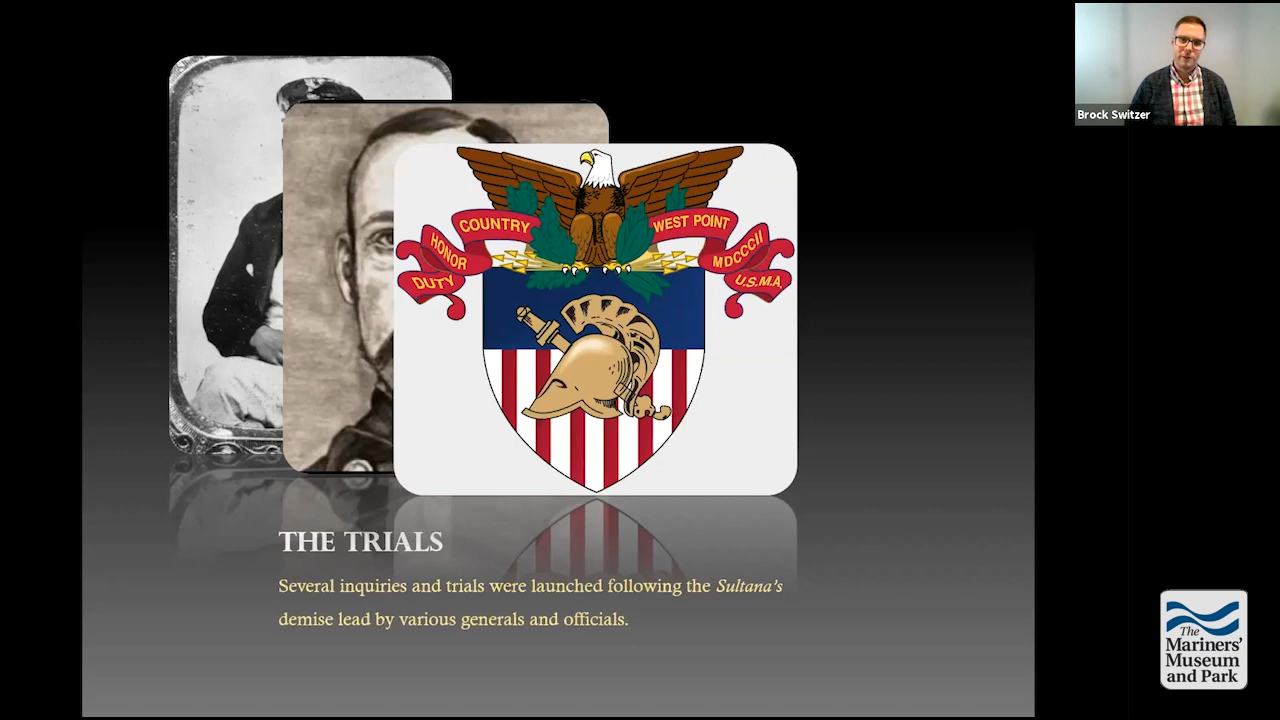 Brock Switzer
DUTY HONOR COUNTRY
WEST POINT MDCCCII U.S.M.A.
THE TRIALS
Several inquiries and trials were launched following the Sultana's
demise lead by various generals and officials.
The
Mariners'
Museum
and Park